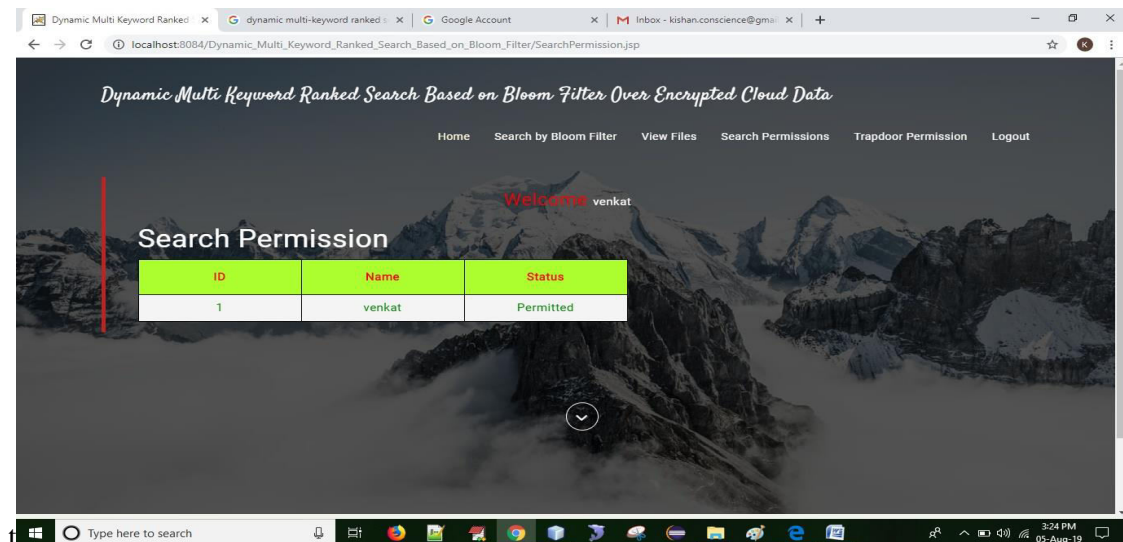 Dynamic Multi Keyword Ranked
dynamic multi-keyword ranked s
Google Account
Inbox - kishan.conscience@gmai
localhost:8084/Dynamic_Multi_Keyword_Ranked_Search_Based_on_Bloom_Filter/SearchPermission.jsp
K
Dynamic Multi Keyword Ranked Search Based on Bloom Filter Over Encrypted Cloud Data
Home Search by Bloom Filter View Files Search Permissions Trapdoor Permission Logout
Welcome venkat
Search Permission
ID Name Status
1 venkat Permitted
t
Type here to search
3:24 PM
05-Aug-19